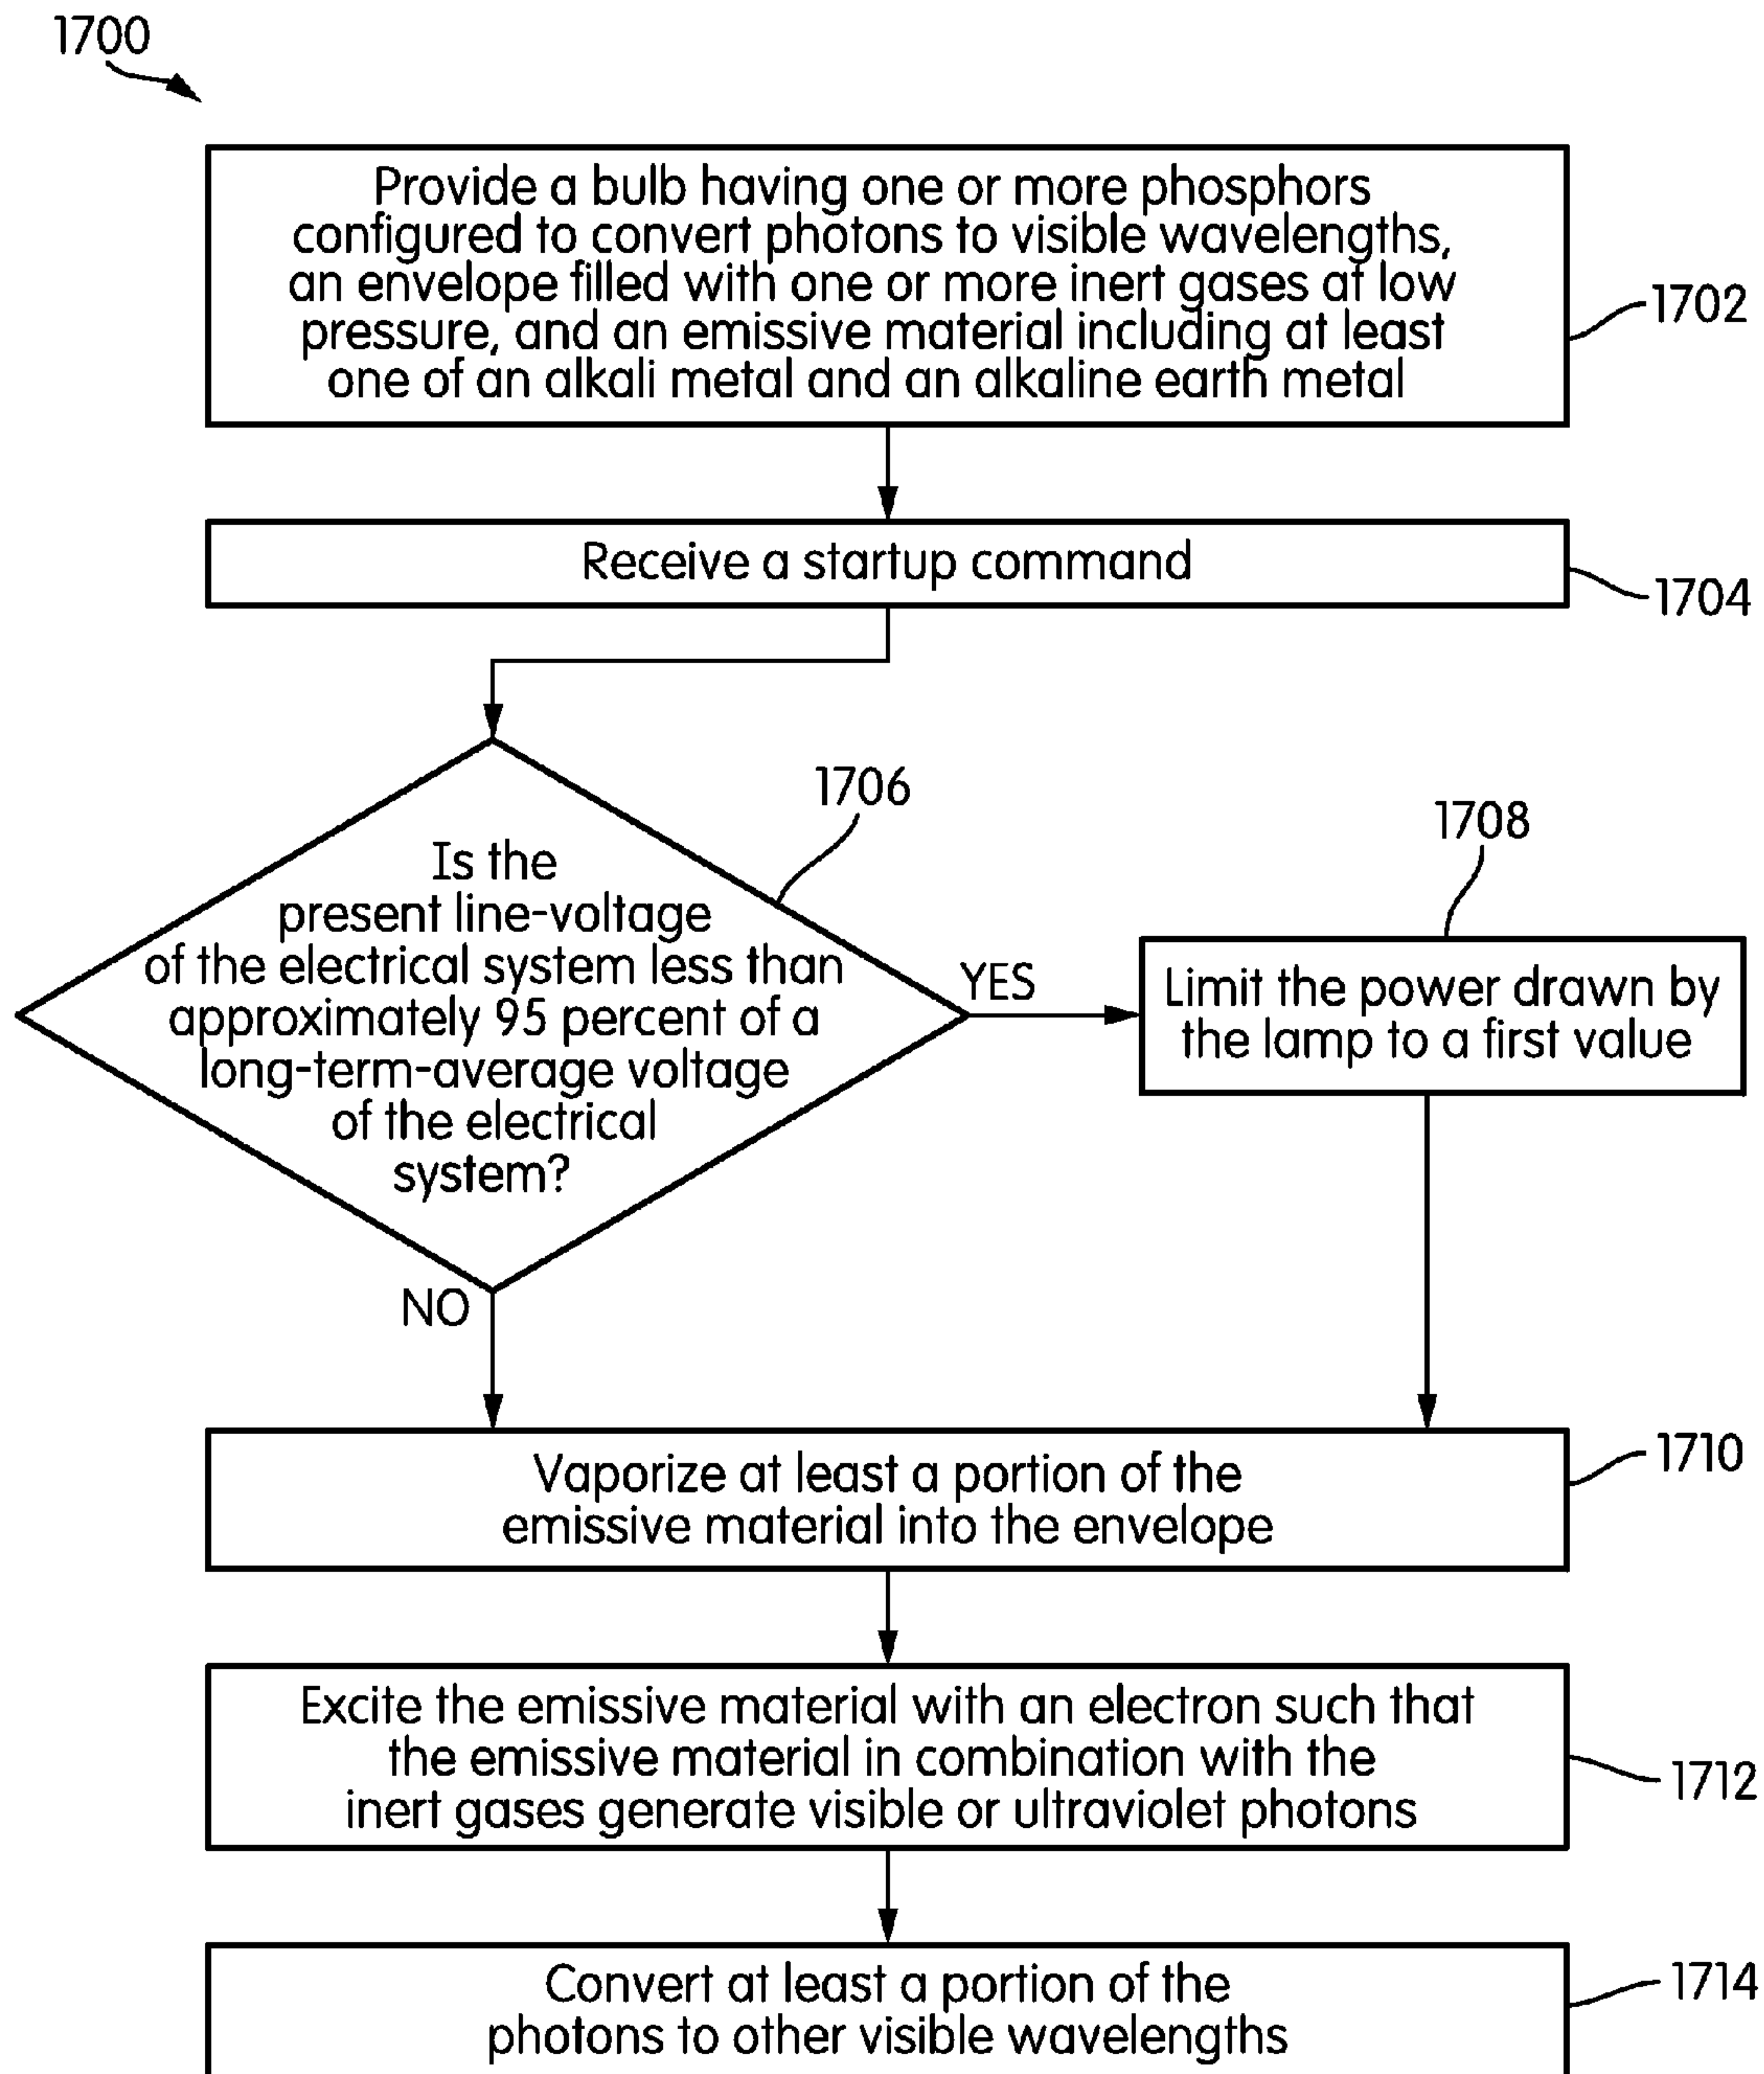 1700
Provide a bulb having one or more phosphors
configured to convert photons to visible wavelengths,
an envelope filled with one or more inert gases at low
pressure, and an emissive material including at least
one of an alkali metal and an alkaline earth metal
1702
Receive a startup command
1704
1706
Is the
present line-voltage
of the electrical system less than
approximately 95 percent of a
long-term-average voltage
of the electrical
system?
YES
NO
1708
Limit the power drawn by
the lamp to a first value
Vaporize at least a portion of the
emissive material into the envelope
1710
Excite the emissive material with an electron such that
the emissive material in combination with the
inert gases generate visible or ultraviolet photons
1712
Convert at least a portion of the
photons to other visible wavelengths
1714